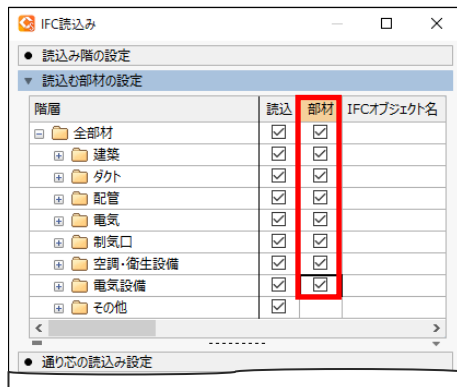 IFC読込み
読込み階の設定
読込む部材の設定
階層 読込 部材 IFCオブジェクト名
全部材
建築
ダクト
配管
電気
制気口
空調・衛生設備
電気設備
その他
通り芯の読込み設定